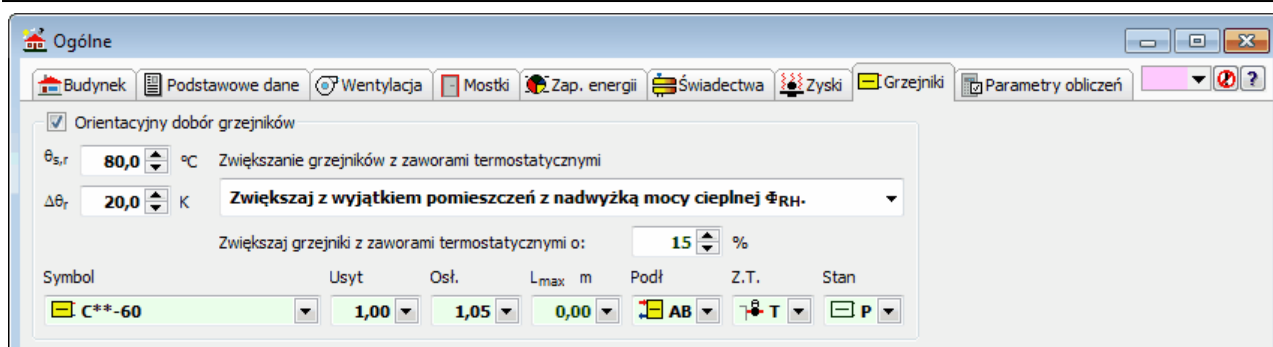 Ogólne
Budynek Podstawowe dane Wentylacja Mostki Zap. energii Świadectwa Zyski Grzejniki Parametry obliczeń ?
Orientacyjny dobór grzejników
θs,r 80,0 ºC Zwiększanie grzejników z zaworami termostatycznymi
Δθr 20,0 K Zwiększaj z wyjątkiem pomieszczeń z nadwyżką mocy cieplnej ΦRH.
Zwiększaj grzejniki z zaworami termostatycznymi o: 15 %
Symbol Usyt Osł. Lmax m Podł Z.T. Stan
C**-60 1,00 1,05 0,00 AB T P